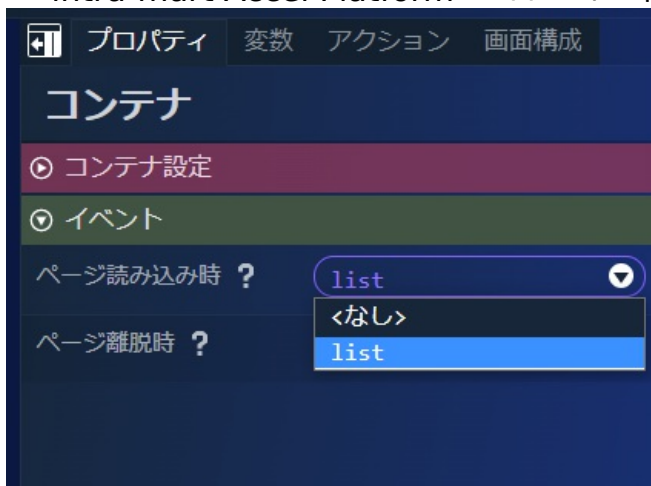 プロパティ 変数 アクション 画面構成
コンテナ
コンテナ設定
イベント
ページ読み込み時 ? list
<なし>
ページ離脱時 ?
list